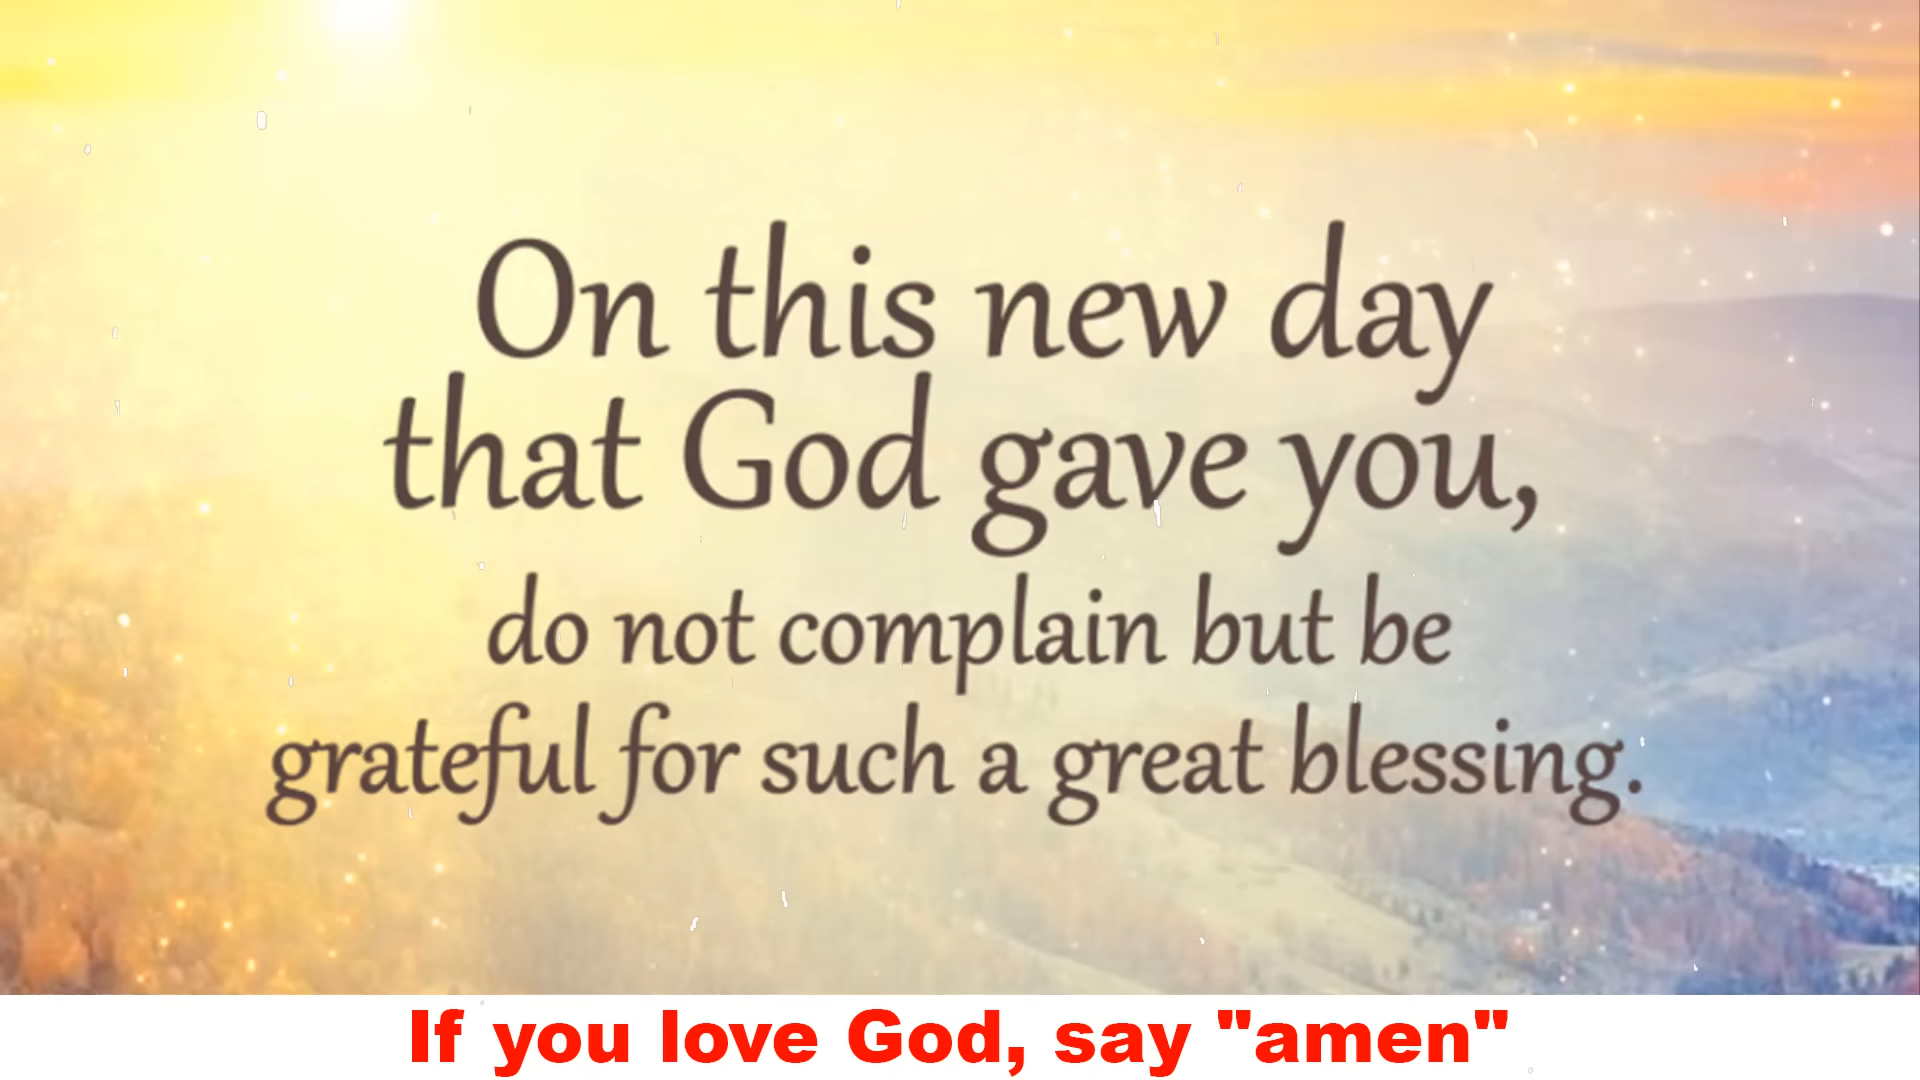 On this new day
that God gave you,
do not complain but be
grateful for such a great blessing.
If you love God, say "amen"